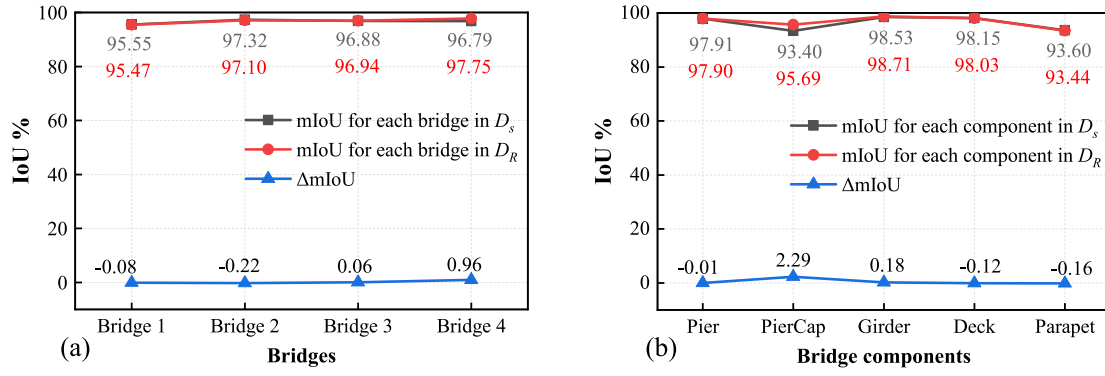 100
80
60
40
20
0
IoU %
95.55
97.32
96.88
96.79
95.47
97.10
96.94
97.75
mIoU for each bridge in Dₛ
mIoU for each bridge in D_R
ΔmIoU
-0.08
-0.22
0.06
0.96
Bridge 1
Bridge 2
Bridge 3
Bridge 4
(a)
Bridges
100
80
60
40
20
0
IoU %
97.91
93.40
98.53
98.15
93.60
97.90
95.69
98.71
98.03
93.44
mIoU for each component in Dₛ
mIoU for each component in D_R
ΔmIoU
-0.01
2.29
0.18
-0.12
-0.16
Pier
PierCap
Girder
Deck
Parapet
(b)
Bridge components